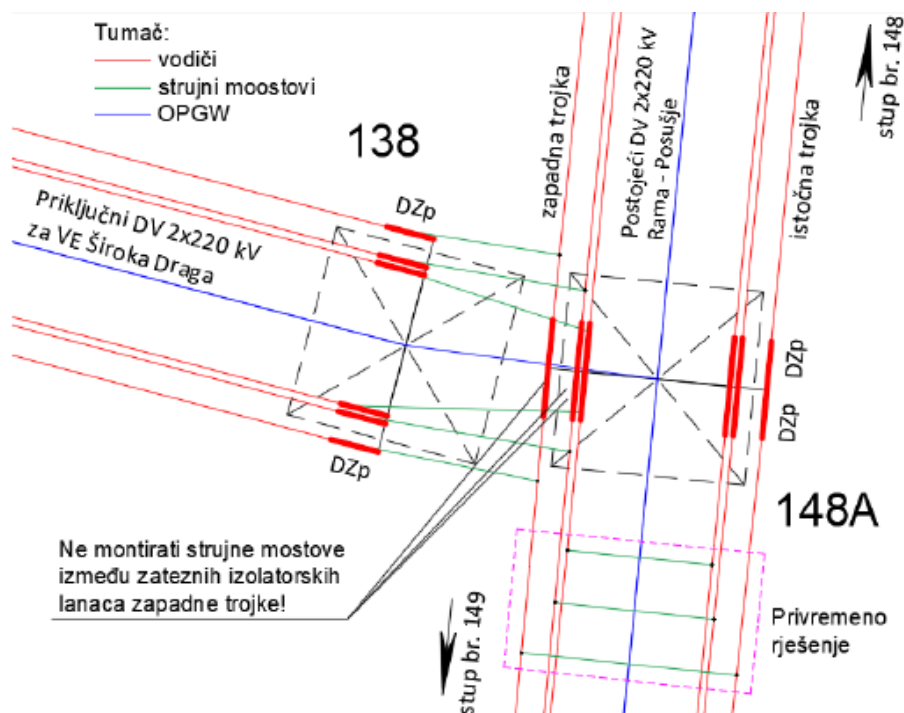 Tumač:
vodiči
strujni moostovi
OPGW
138
DZp
Priključni DV 2x220 kV
za VE Široka Draga
DZp
zapadna trojka
Postojeći DV 2x220 kV
Rama - Posušje
istočna trojka
stup br. 148
DZp
DZp
148A
Ne montirati strujne mostove
između zateznih izolatorskih
lanaca zapadne trojke!
stup br. 149
Privremeno
rješenje